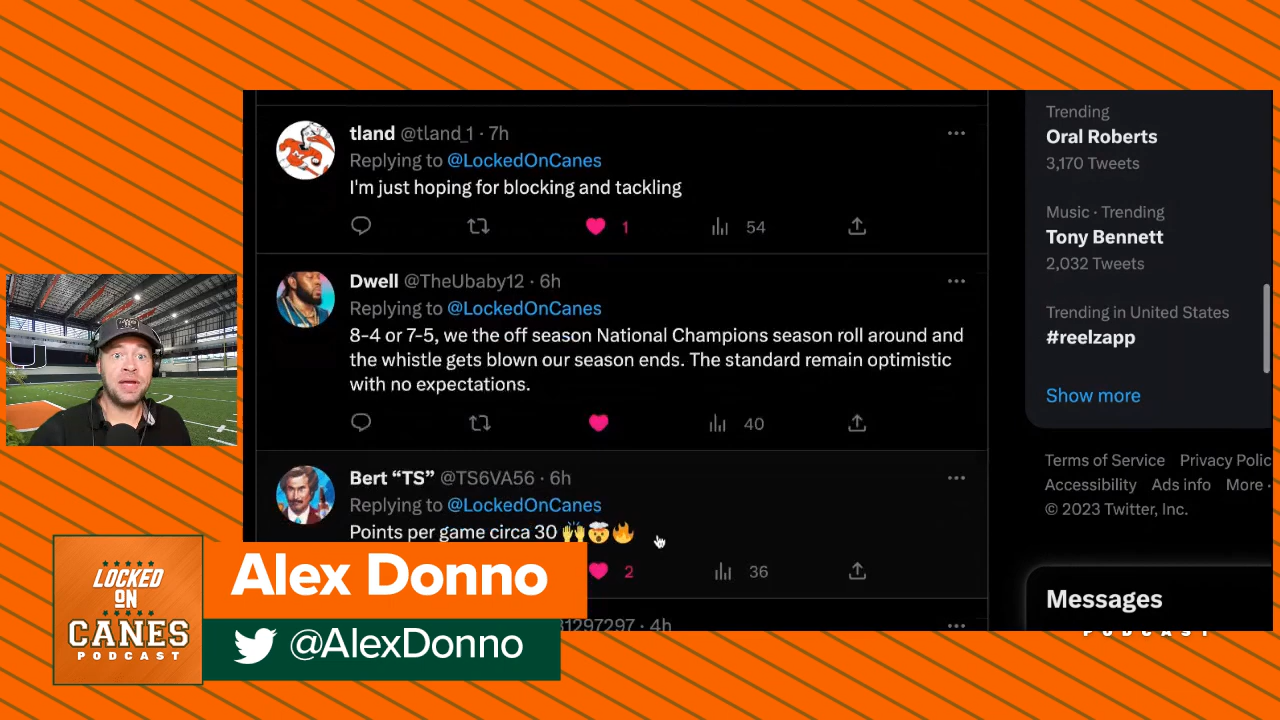 tland @tland_1 · 7h
Replying to @LockedOnCanes
I'm just hoping for blocking and tackling
1 54
Dwell @TheUbaby12 · 6h
Replying to @LockedOnCanes
8-4 or 7-5, we the off season National Champions season roll around and
the whistle gets blown our season ends. The standard remain optimistic
with no expectations.
40
Bert “TS” @TS6VA56 · 6h
Replying to @LockedOnCanes
Points per game circa 30 🙌🤯🔥
2 36
31297297 · 4h
Trending
Oral Roberts
3,170 Tweets
Music · Trending
Tony Bennett
2,032 Tweets
Trending in United States
#reelzapp
Show more
Terms of Service Privacy Polic
Accessibility Ads info More
© 2023 Twitter, Inc.
Messages
PODCAST
LOCKED
ON
CANES
PODCAST
Alex Donno
@AlexDonno